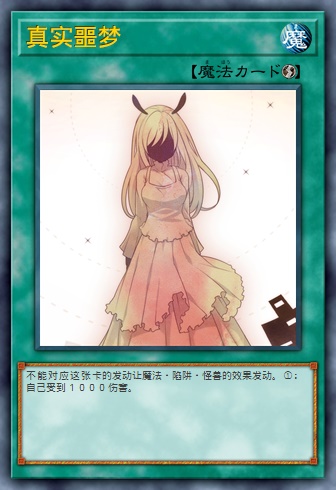 真实噩梦
魔
【魔法カード】
不能对应这张卡的发动让魔法·陷阱·怪兽的效果发动。①：
自己受到１０００伤害。